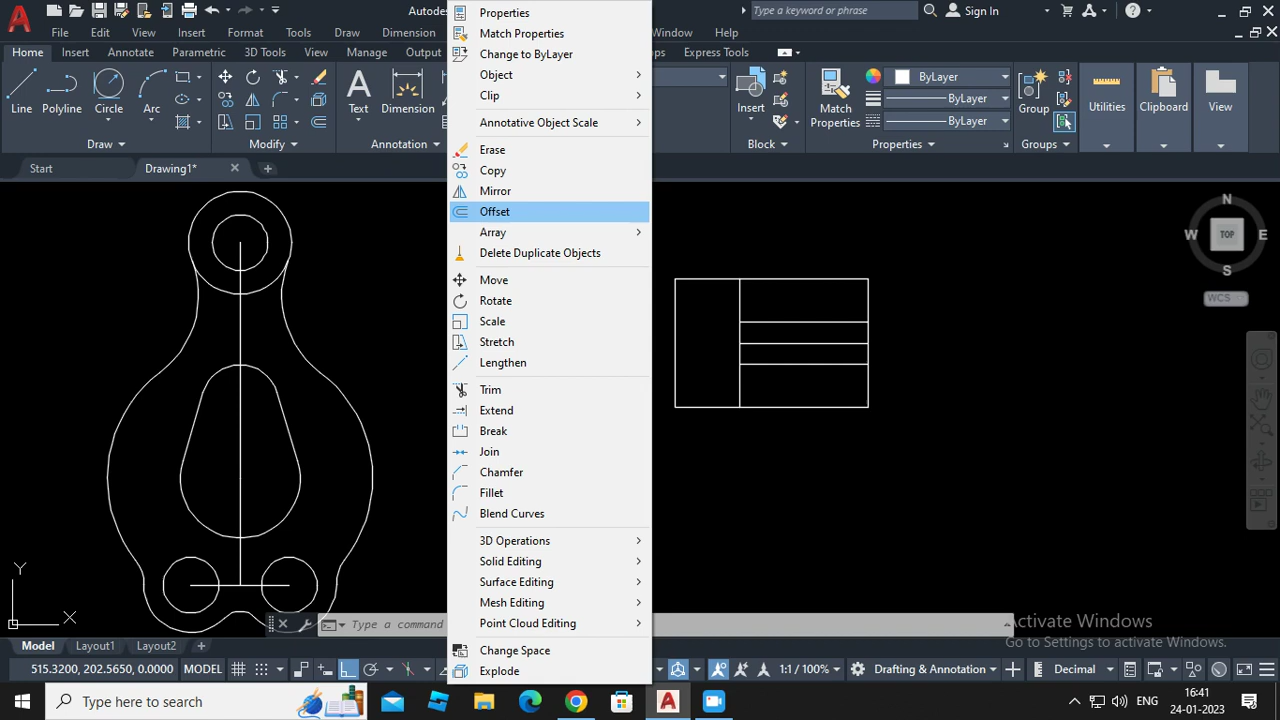 Autodes
Type a keyword or phrase
Sign In
File
Edit
View
Insert
Format
Tools
Draw
Dimension
Window
Help
Home
Insert
Annotate
Parametric
3D Tools
View
Manage
Output
Express Tools
Line
Polyline
Circle
Arc
Text
Dimension
Insert
Match
Properties
ByLayer
ByLayer
ByLayer
Group
Utilities
Clipboard
View
Draw
Modify
Annotation
Block
Properties
Groups
Start
Drawing1*
Properties
Match Properties
Change to ByLayer
Object
Clip
Annotative Object Scale
Erase
Copy
Mirror
Offset
Array
Delete Duplicate Objects
Move
Rotate
Scale
Stretch
Lengthen
Trim
Extend
Break
Join
Chamfer
Fillet
Blend Curves
3D Operations
Solid Editing
Surface Editing
Mesh Editing
Point Cloud Editing
Change Space
Explode
N
W
TOP
E
S
WCS
Y
X
Type a command
Activate Windows
Go to Settings to activate Windows.
Model
Layout1
Layout2
515.3200, 202.5650, 0.0000
MODEL
1:1 / 100%
Drafting & Annotation
Decimal
Type here to search
ENG
16:41
24-01-2023